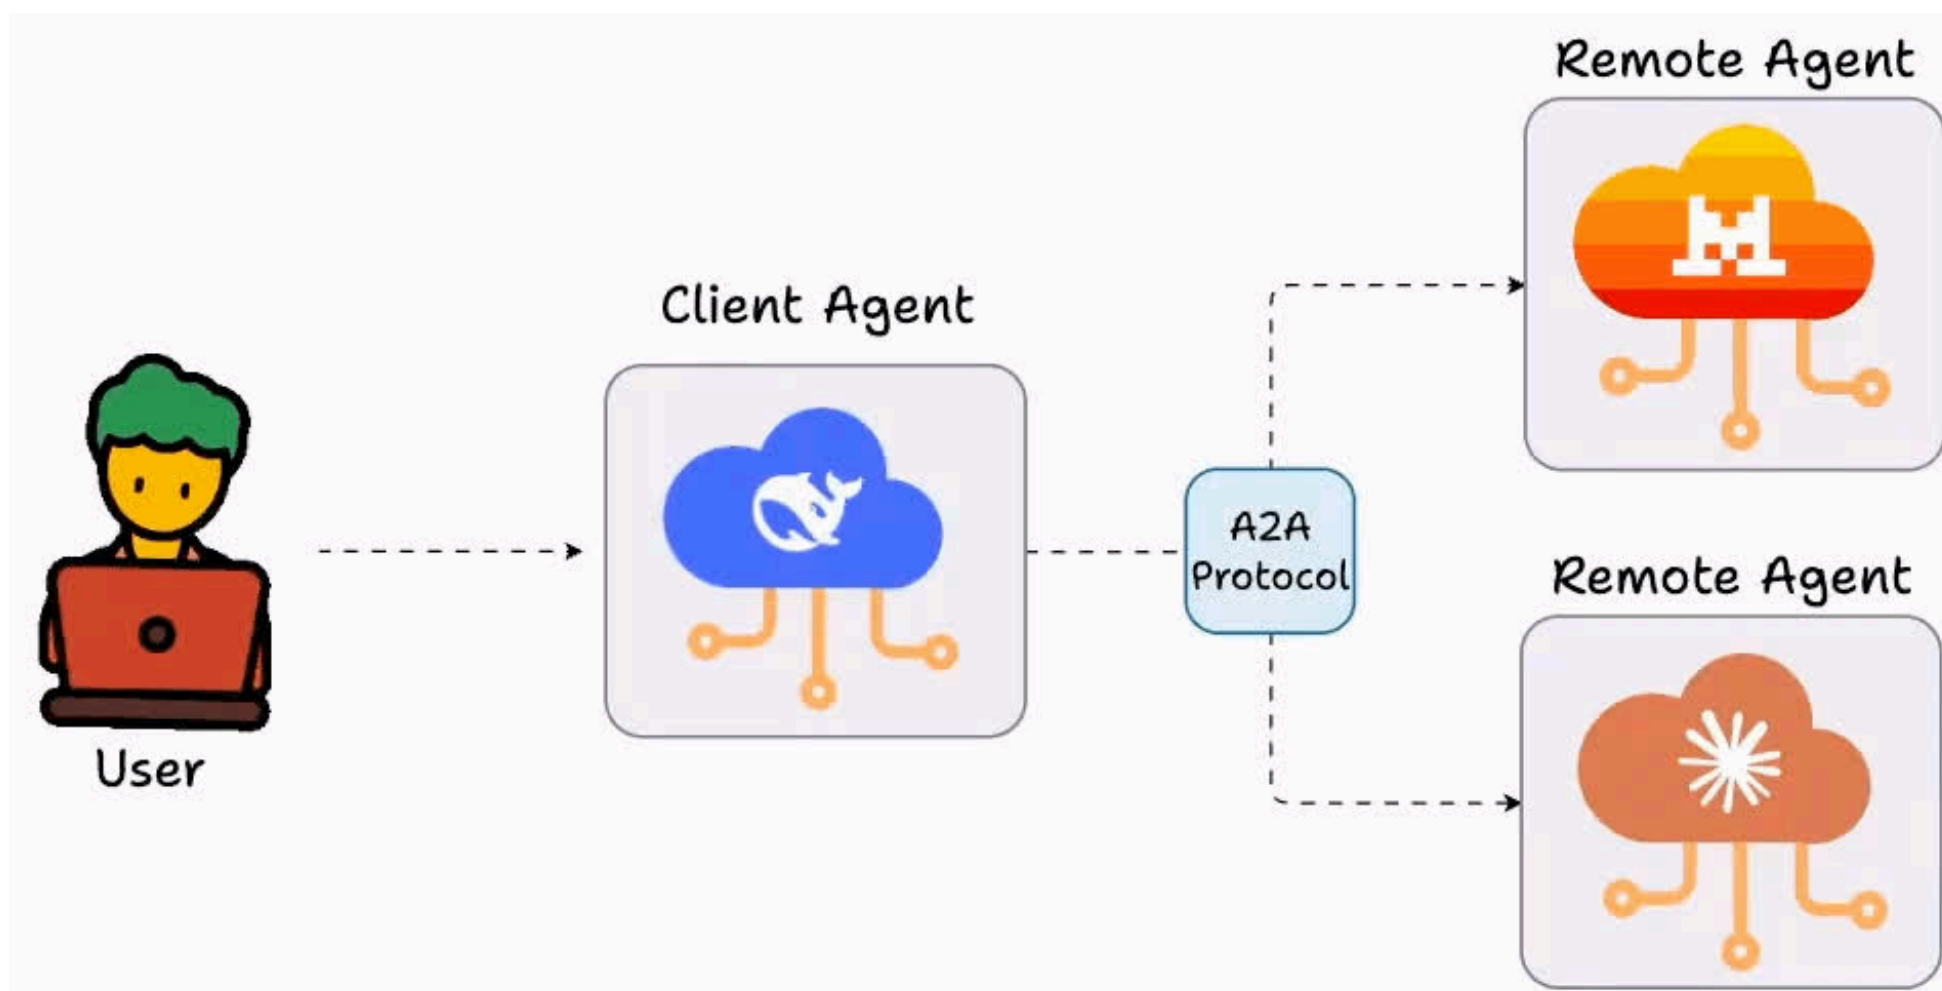 Remote Agent
Client Agent
A2A
Protocol
Remote Agent
User